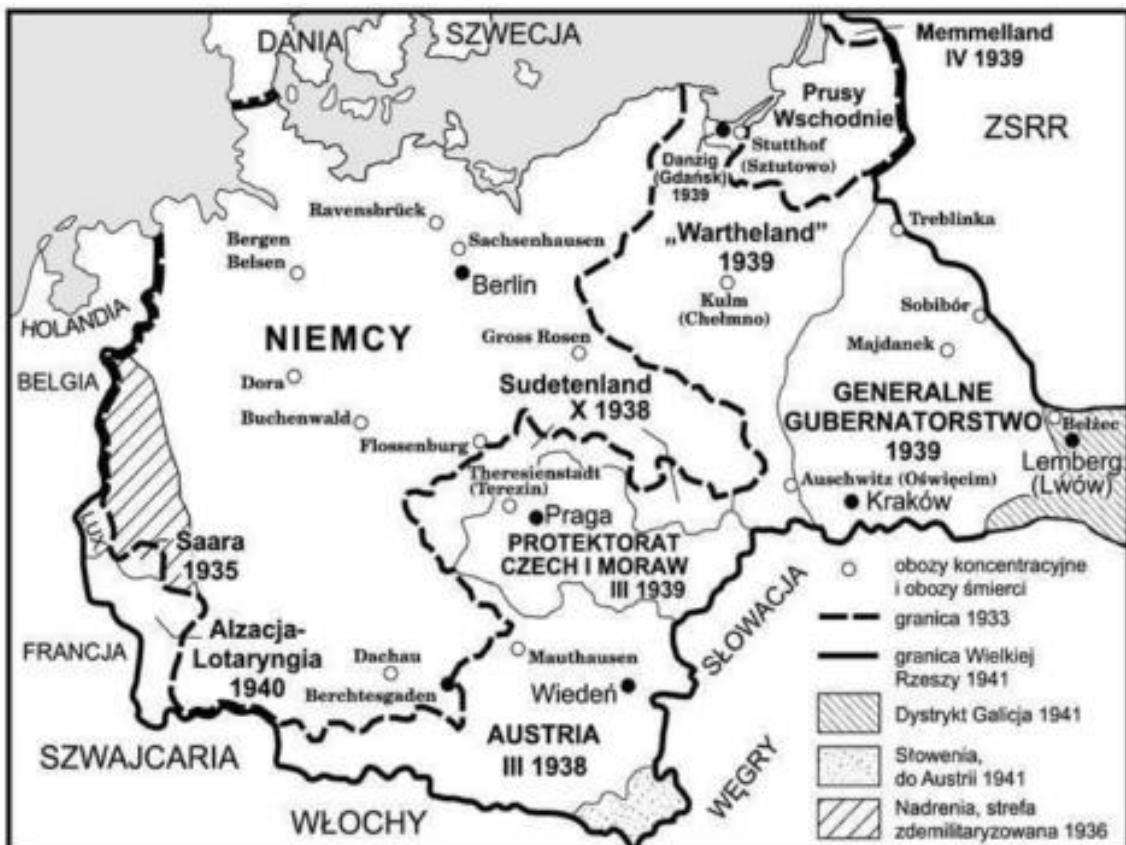 DANIA
SZWECJA
Memmelland
IV 1939
Prusy
Wschodnie
ZSRR
Stutthof
(Sztutowo)
Danzig
(Gdańsk)
1939
Ravensbrück
Treblinka
Bergen
Belsen
Sachsenhausen
Berlin
„Wartheland”
1939
Kulm
(Chełmno)
Sobibór
HOLANDIA
NIEMCY
Gross Rosen
Majdanek
BELGIA
Dora
Sudetenland
X 1938
GENERALNE
GUBERNATORSTWO
1939
Buchenwald
Flossenburg
Bełżec
Lemberg
(Lwów)
Theresienstadt
(Terezin)
Auschwitz (Oświęcim)
Praga
Kraków
LUX.
Saara
1935
PROTEKTORAT
CZECH I MORAW
III 1939
FRANCJA
Alzacja-
Lotaryngia
1940
Dachau
Berchtesgaden
Mauthausen
Wiedeń
SŁOWACJA
SZWAJCARIA
AUSTRIA
III 1938
WĘGRY
WŁOCHY
obozy koncentracyjne
i obozy śmierci
granica 1933
granica Wielkiej
Rzeszy 1941
Dystrykt Galicja 1941
Słowenia,
do Austrii 1941
Nadrenia, strefa
zdemilitaryzowana 1936